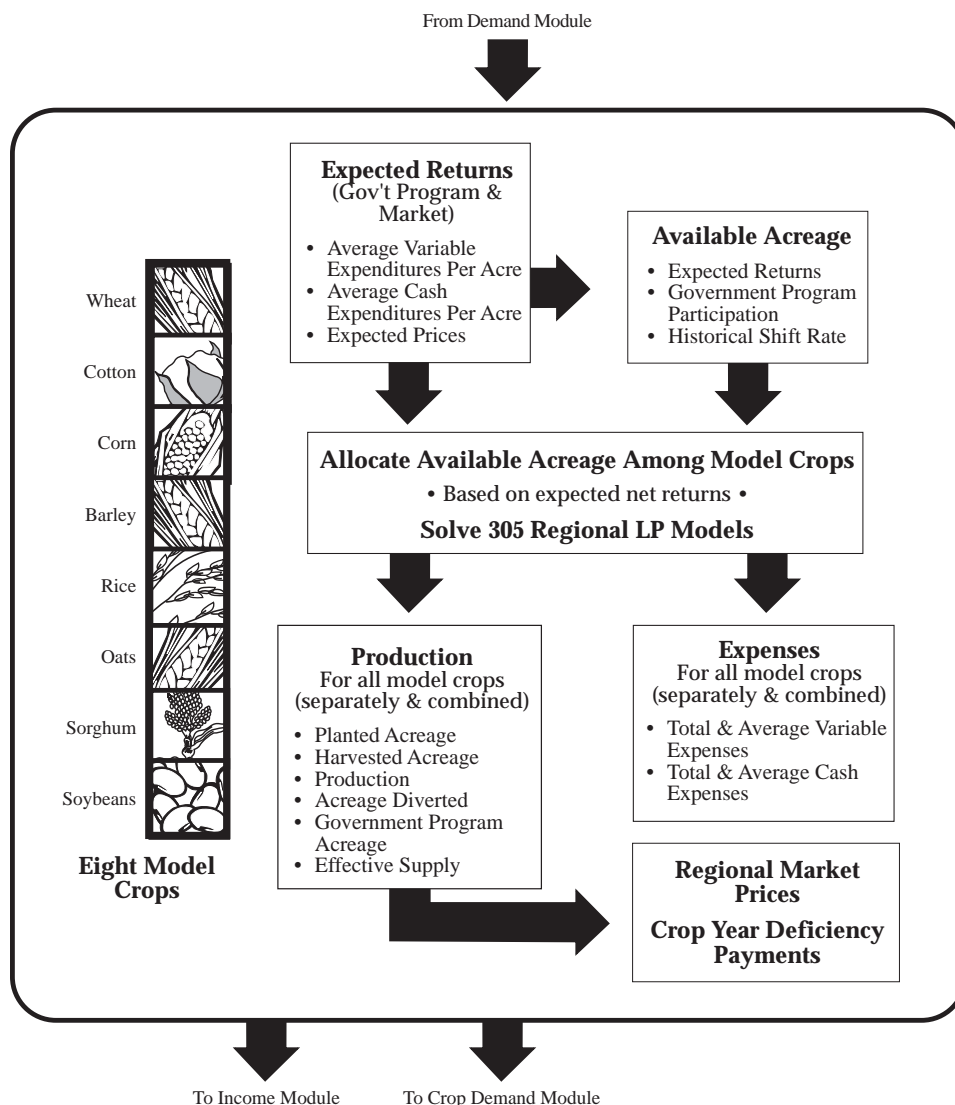 From Demand Module
Expected Returns
(Gov't Program &
Market)
• Average Variable
Expenditures Per Acre
• Average Cash
Expenditures Per Acre
• Expected Prices
Available Acreage
• Expected Returns
• Government Program
Participation
• Historical Shift Rate
Wheat
Cotton
Corn
Barley
Rice
Oats
Sorghum
Soybeans
Eight Model
Crops
Allocate Available Acreage Among Model Crops
• Based on expected net returns •
Solve 305 Regional LP Models
Production
For all model crops
(separately & combined)
• Planted Acreage
• Harvested Acreage
• Production
• Acreage Diverted
• Government Program
Acreage
• Effective Supply
Expenses
For all model crops
(separately & combined)
• Total & Average Variable
Expenses
• Total & Average Cash
Expenses
Regional Market
Prices
Crop Year Deficiency
Payments
To Income Module
To Crop Demand Module